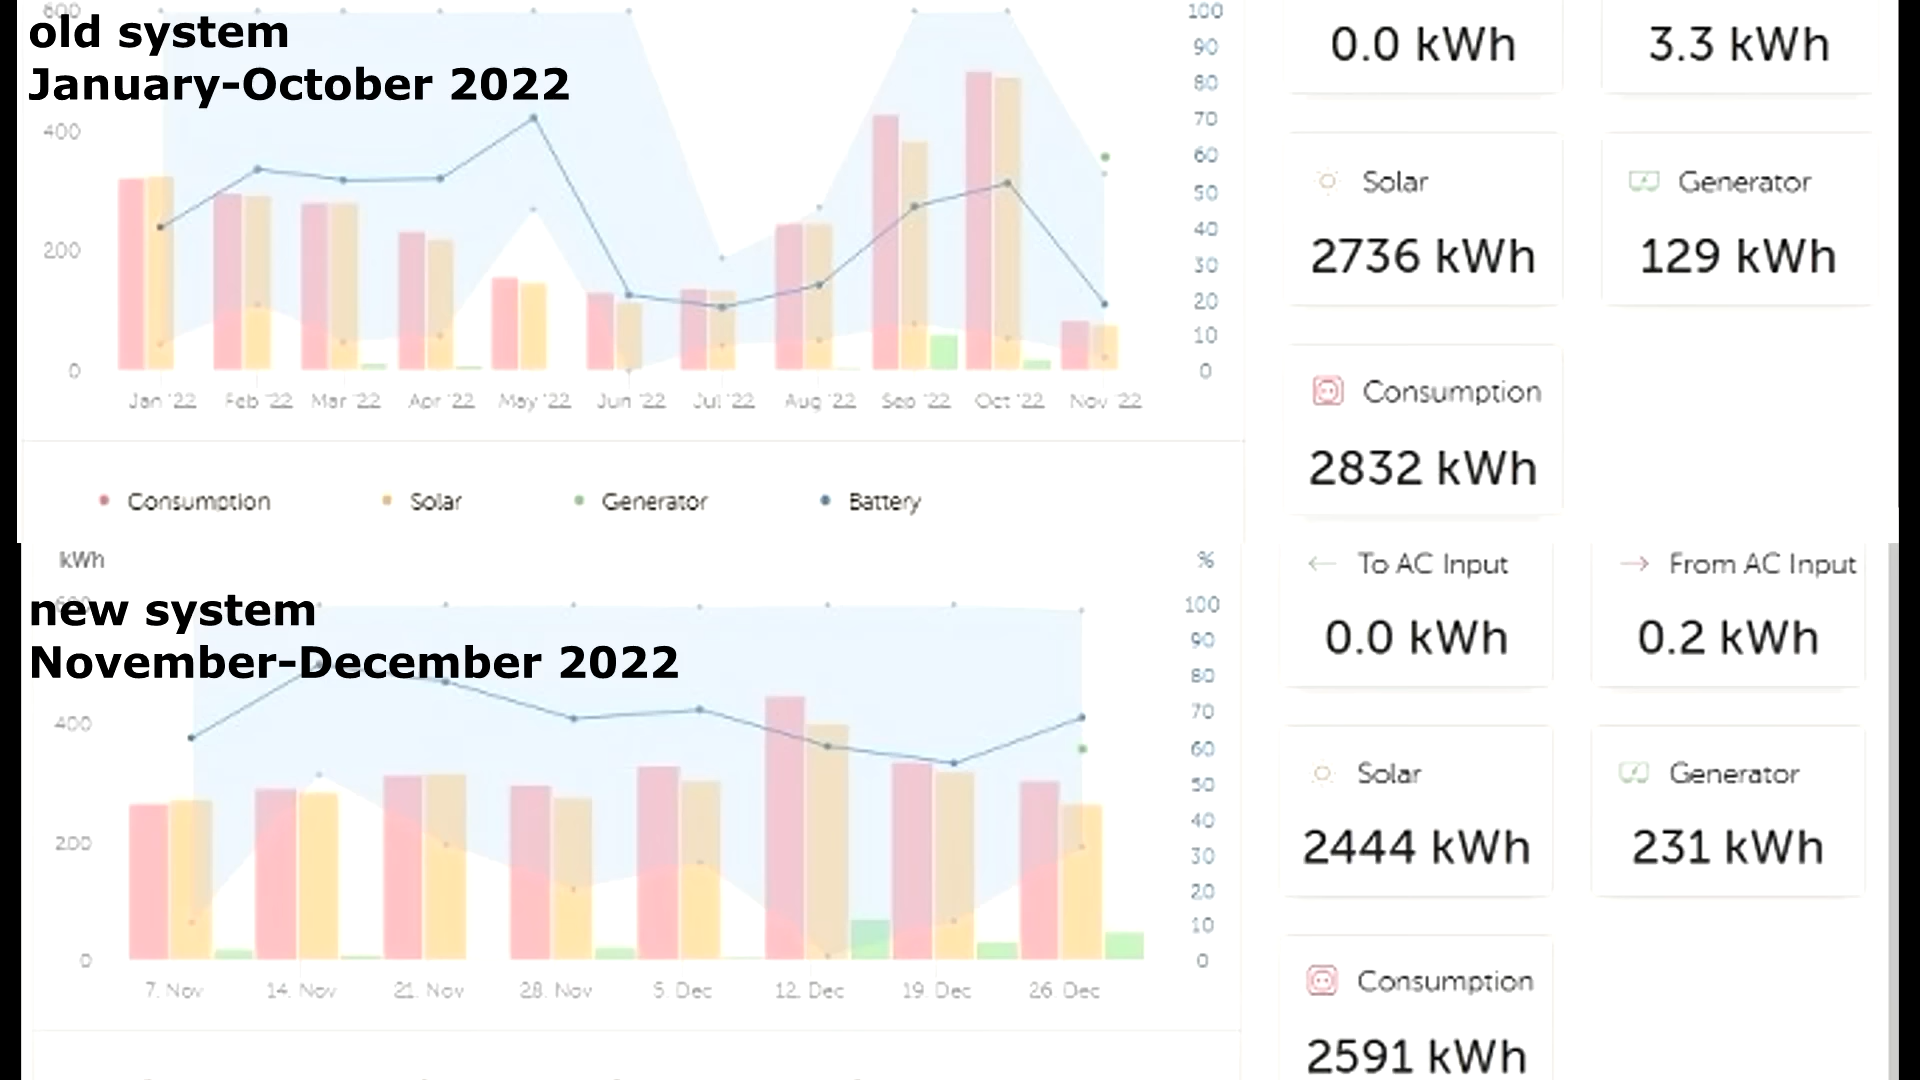 600
old system
January-October 2022
400
200
0
100
90
80
70
60
50
40
30
20
10
0
Jan '22 Feb '22 Mar '22 Apr '22 May '22 Jun '22 Jul '22 Aug '22 Sep '22 Oct '22 Nov '22
Consumption Solar Generator Battery
0.0 kWh 3.3 kWh
Solar Generator
2736 kWh 129 kWh
Consumption
2832 kWh
kWh %
new system
November-December 2022
400
200
0
100
90
80
70
60
50
40
30
20
10
0
7. Nov 14. Nov 21. Nov 28. Nov 5. Dec 12. Dec 19. Dec 26. Dec
To AC Input From AC Input
0.0 kWh 0.2 kWh
Solar Generator
2444 kWh 231 kWh
Consumption
2591 kWh